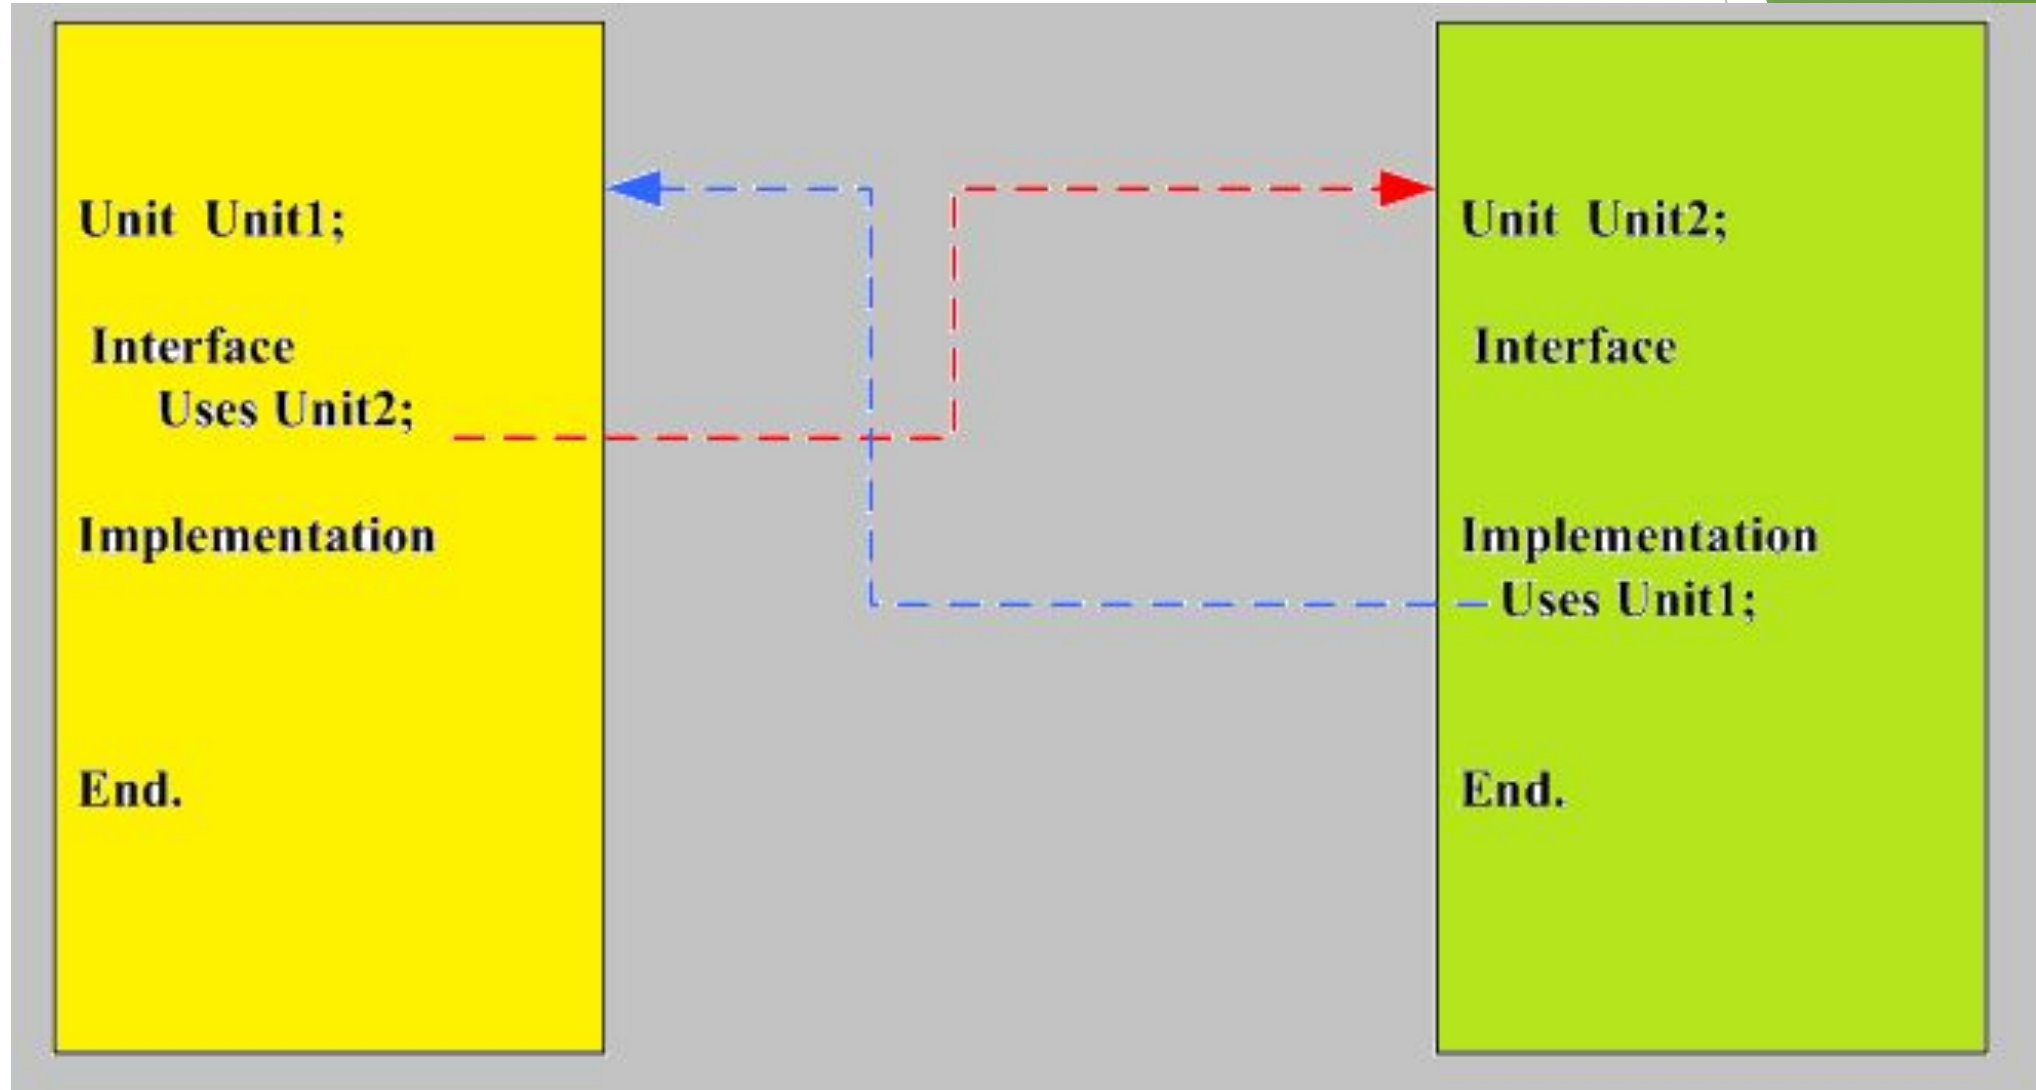 Unit Unit1;
Interface
Uses Unit2;
Implementation
End.
Unit Unit2;
Interface
Implementation
Uses Unit1;
End.